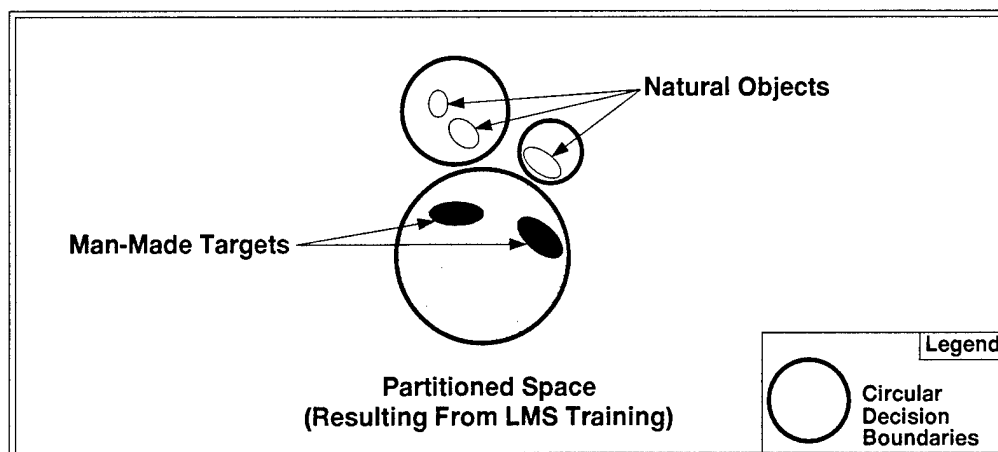 Natural Objects
Man-Made Targets
Partitioned Space
(Resulting From LMS Training)
Legend
Circular
Decision
Boundaries